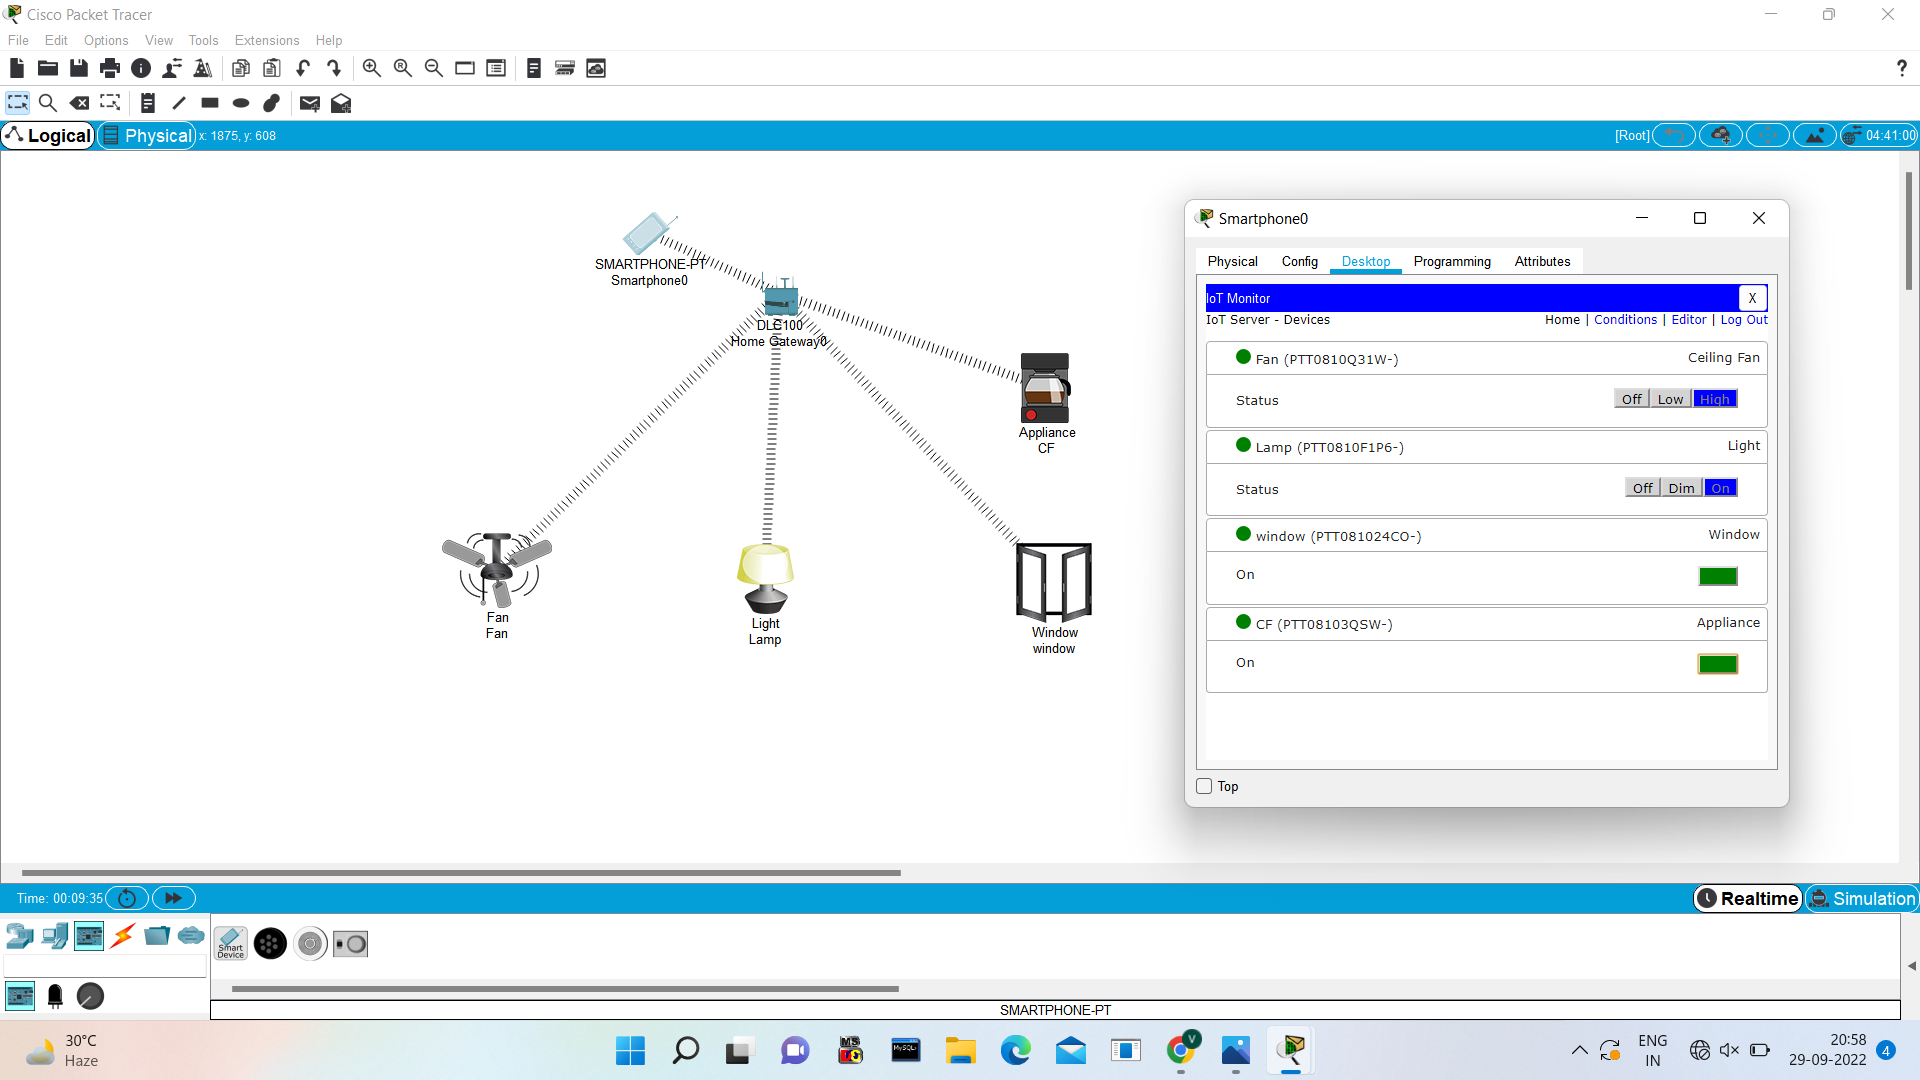 Cisco Packet Tracer
File Edit Options View Tools Extensions Help
?
Logical Physical x: 1875, y: 608 [Root] 04:41:00
SMARTPHONE-PT
Smartphone0
DLC100
Home Gateway0
Appliance
CF
Fan
Fan
Light
Lamp
Window
window
Smartphone0
Physical Config Desktop Programming Attributes
IoT Monitor X
IoT Server - Devices Home | Conditions | Editor | Log Out
Fan (PTT0810Q31W-) Ceiling Fan
Status Off Low High
Lamp (PTT0810F1P6-) Light
Status Off Dim On
window (PTT081024CO-) Window
On
CF (PTT08103QSW-) Appliance
On
Top
Time: 00:09:35 Realtime Simulation
Smart
Device
SMARTPHONE-PT
30°C
Haze
MS
MySQL
V
ENG
IN
20:58
29-09-2022
4